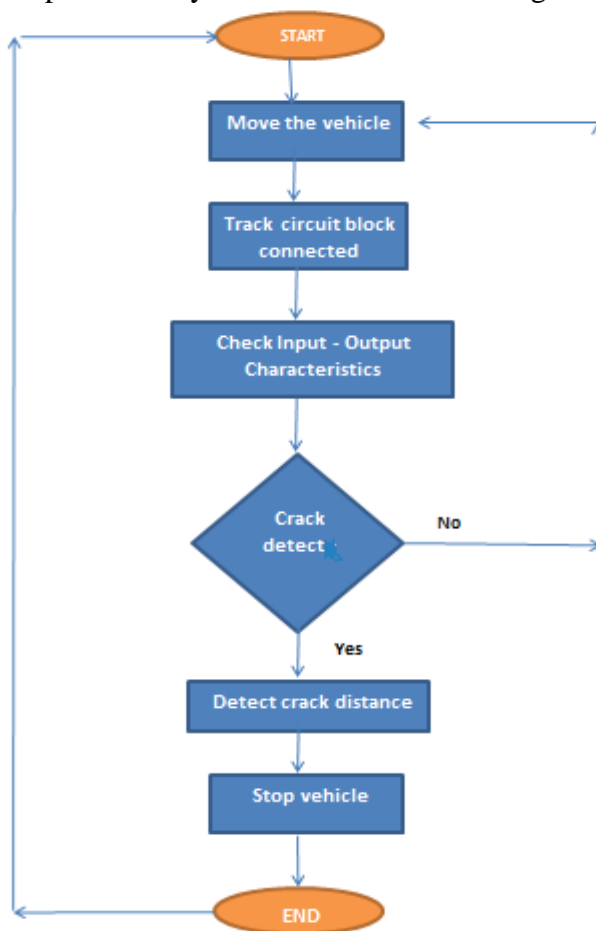 START
Move the vehicle
Track circuit block
connected
Check Input - Output
Characteristics
Crack
detect
No
Yes
Detect crack distance
Stop vehicle
END